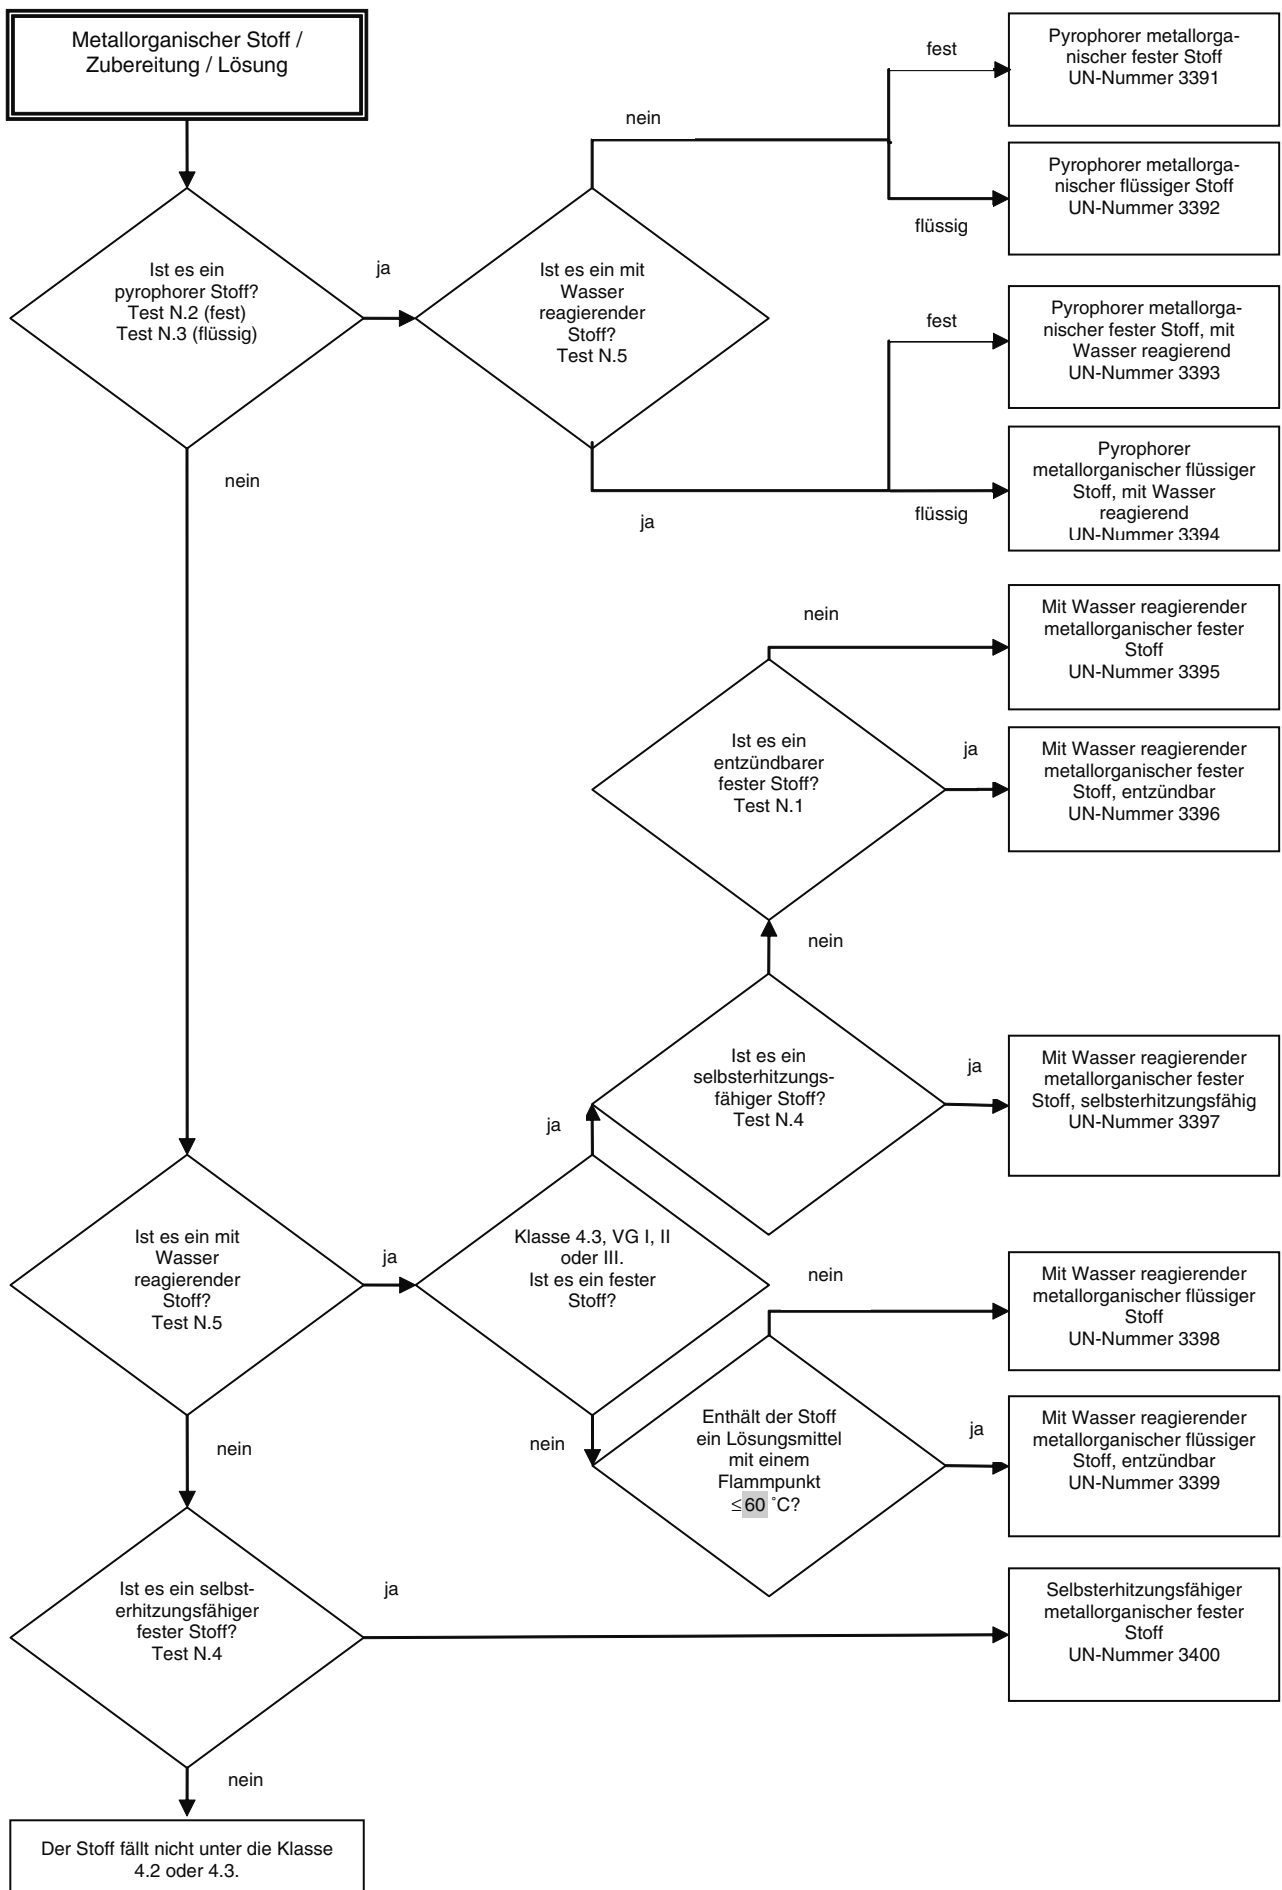 Metallorganischer Stoff /
Zubereitung / Lösung
fest
Pyrophorer metallorga-
nischer fester Stoff
UN-Nummer 3391
nein
Pyrophorer metallorga-
nischer flüssiger Stoff
UN-Nummer 3392
flüssig
Ist es ein
pyrophorer Stoff?
Test N.2 (fest)
Test N.3 (flüssig)
ja
Ist es ein mit
Wasser
reagierender
Stoff?
Test N.5
fest
Pyrophorer metallorga-
nischer fester Stoff, mit
Wasser reagierend
UN-Nummer 3393
nein
ja
flüssig
Pyrophorer
metallorganischer flüssiger
Stoff, mit Wasser
reagierend
UN-Nummer 3394
nein
Mit Wasser reagierender
metallorganischer fester
Stoff
UN-Nummer 3395
Ist es ein
entzündbarer
fester Stoff?
Test N.1
ja
Mit Wasser reagierender
metallorganischer fester
Stoff, entzündbar
UN-Nummer 3396
nein
Ist es ein
selbsterhitzungs-
fähiger Stoff?
Test N.4
ja
Mit Wasser reagierender
metallorganischer fester
Stoff, selbsterhitzungsfähig
UN-Nummer 3397
ja
Ist es ein mit
Wasser
reagierender
Stoff?
Test N.5
ja
Klasse 4.3, VG I, II
oder III.
Ist es ein fester
Stoff?
nein
Mit Wasser reagierender
metallorganischer flüssiger
Stoff
UN-Nummer 3398
nein
nein
Enthält der Stoff
ein Lösungsmittel
mit einem
Flammpunkt
≤ 60 °C?
ja
Mit Wasser reagierender
metallorganischer flüssiger
Stoff, entzündbar
UN-Nummer 3399
Ist es ein selbst-
erhitzungsfähiger
fester Stoff?
Test N.4
ja
Selbsterhitzungsfähiger
metallorganischer fester
Stoff
UN-Nummer 3400
nein
Der Stoff fällt nicht unter die Klasse
4.2 oder 4.3.